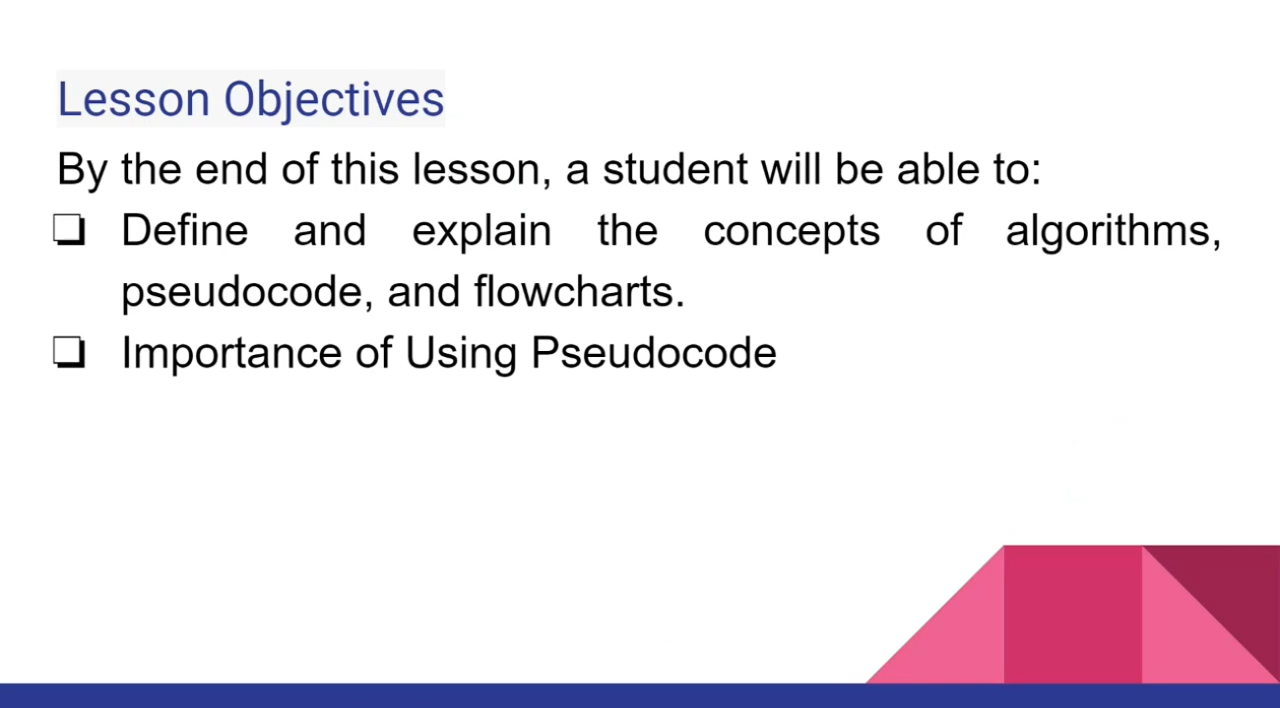 Lesson Objectives
By the end of this lesson, a student will be able to:
❏ Define and explain the concepts of algorithms,
pseudocode, and flowcharts.
❏ Importance of Using Pseudocode